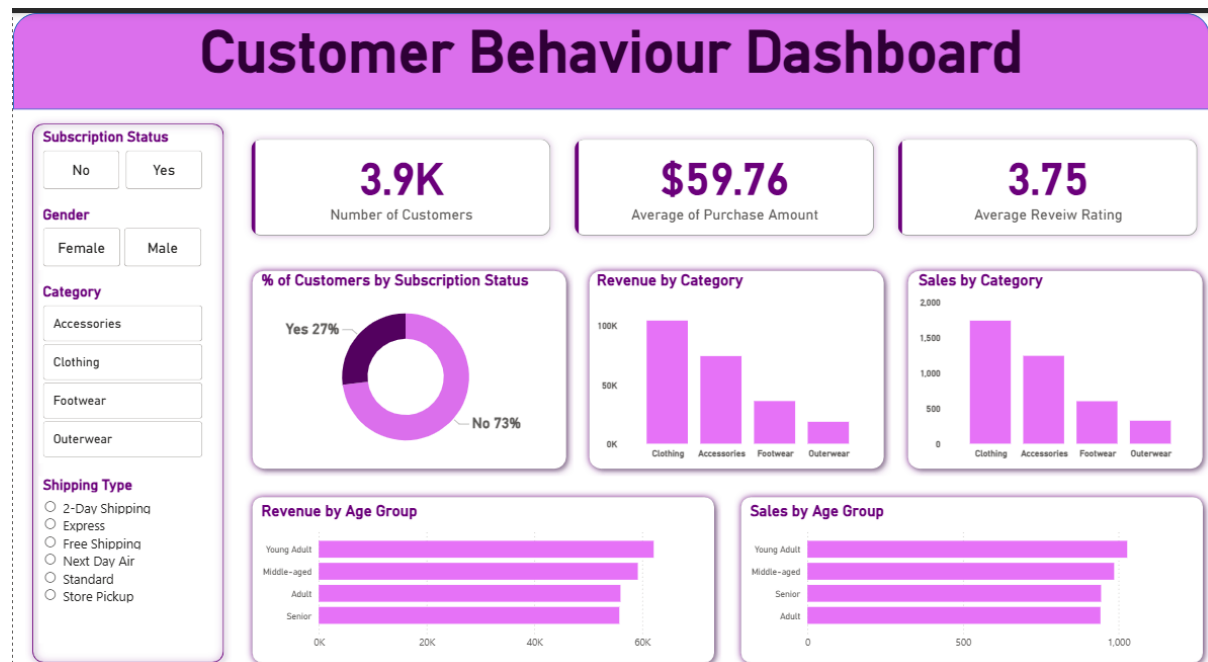 Customer Behaviour Dashboard
Subscription Status
No Yes
Gender
Female Male
Category
Accessories
Clothing
Footwear
Outerwear
Shipping Type
2-Day Shipping
Express
Free Shipping
Next Day Air
Standard
Store Pickup
3.9K
Number of Customers
$59.76
Average of Purchase Amount
3.75
Average Reveiw Rating
% of Customers by Subscription Status
Yes 27%
No 73%
Revenue by Category
100K
50K
0K
Clothing Accessories Footwear Outerwear
Sales by Category
2,000
1,500
1,000
500
0
Clothing Accessories Footwear Outerwear
Revenue by Age Group
Young Adult
Middle-aged
Adult
Senior
0K 20K 40K 60K
Sales by Age Group
Young Adult
Middle-aged
Senior
Adult
0 500 1,000